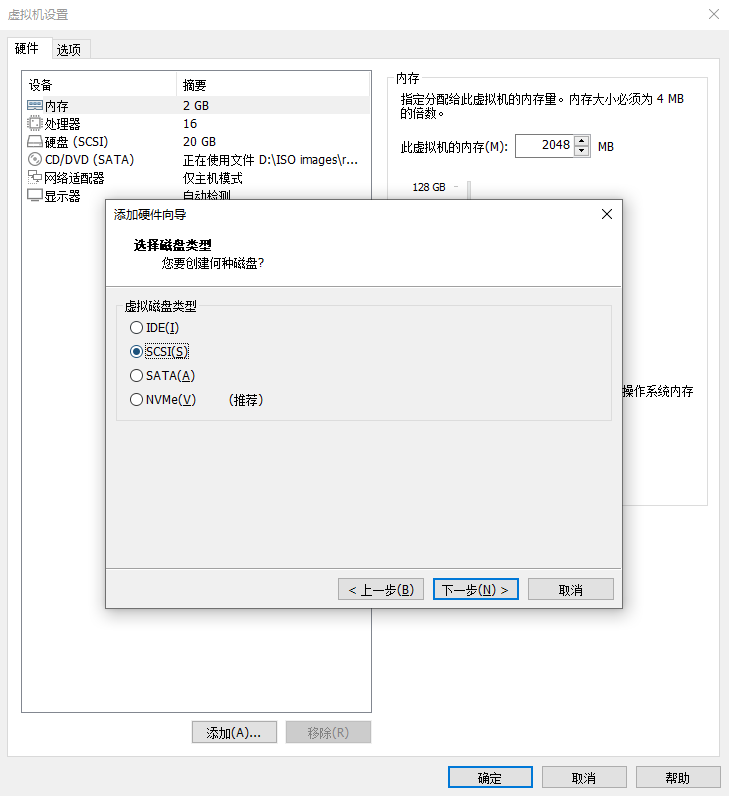 虚拟机设置
硬件 选项
设备 摘要
内存 2 GB
处理器 16
硬盘 (SCSI) 20 GB
CD/DVD (SATA) 正在使用文件 D:\ISO images\r...
网络适配器 仅主机模式
显示器 自动检测
内存
指定分配给此虚拟机的内存量。内存大小必须为 4 MB
的倍数。
此虚拟机的内存(M): 2048 MB
128 GB
操作系统内存
添加硬件向导
选择磁盘类型
您要创建何种磁盘?
虚拟磁盘类型
IDE(I)
SCSI(S)
SATA(A)
NVMe(V) (推荐)
< 上一步(B) 下一步(N) > 取消
添加(A)... 移除(R)
确定 取消 帮助